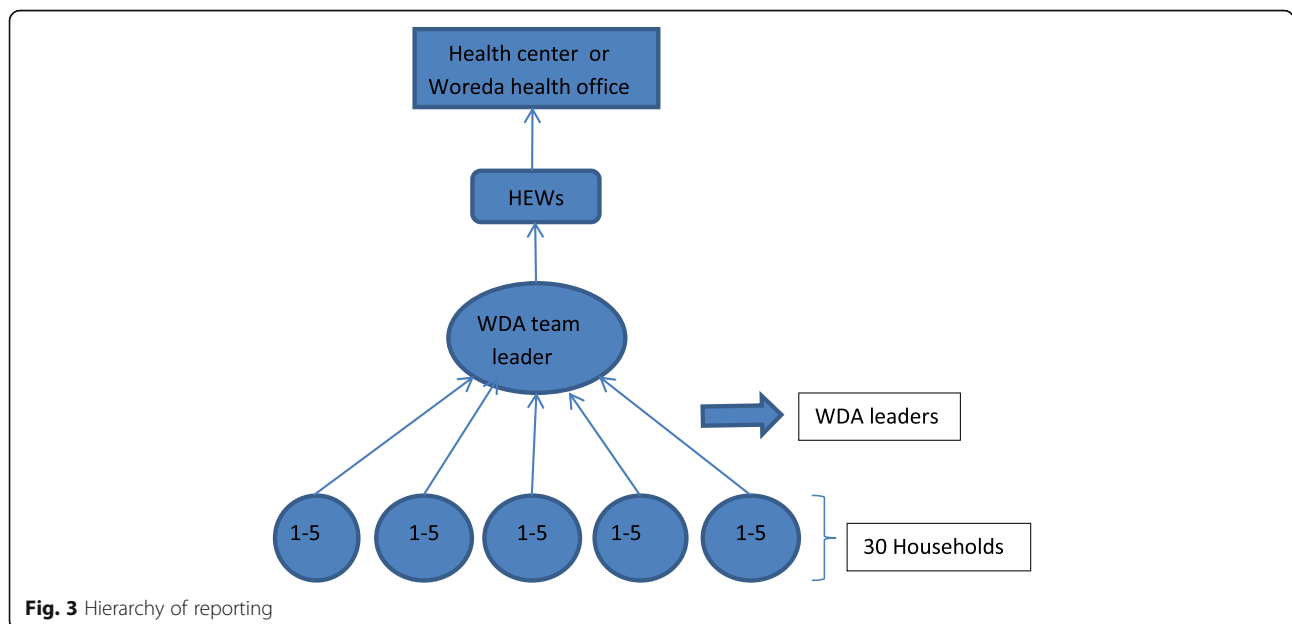 Health center or
Woreda health office
HEWs
WDA team
leader
WDA leaders
1-5 1-5 1-5 1-5 1-5
30 Households
Fig. 3 Hierarchy of reporting